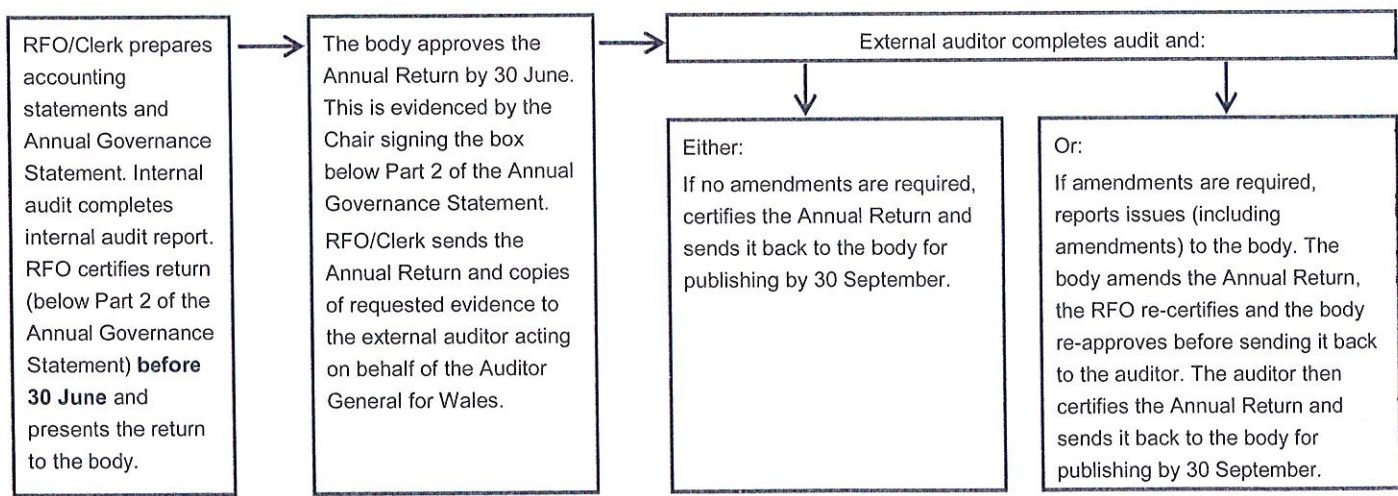 RFO/Clerk prepares
accounting
statements and
Annual Governance
Statement. Internal
audit completes
internal audit report.
RFO certifies return
(below Part 2 of the
Annual Governance
Statement) before
30 June and
presents the return
to the body.
The body approves the
Annual Return by 30 June.
This is evidenced by the
Chair signing the box
below Part 2 of the Annual
Governance Statement.
RFO/Clerk sends the
Annual Return and copies
of requested evidence to
the external auditor acting
on behalf of the Auditor
General for Wales.
External auditor completes audit and:
Either:
If no amendments are required,
certifies the Annual Return and
sends it back to the body for
publishing by 30 September.
Or:
If amendments are required,
reports issues (including
amendments) to the body. The
body amends the Annual Return,
the RFO re-certifies and the body
re-approves before sending it back
to the auditor. The auditor then
certifies the Annual Return and
sends it back to the body for
publishing by 30 September.